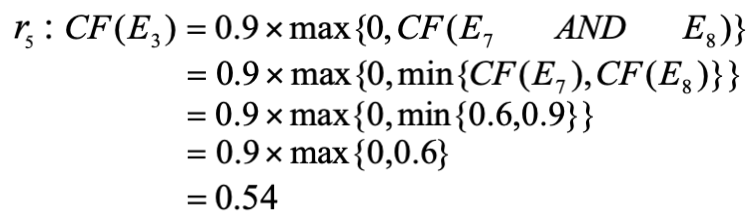 r₅ : CF(E₃) = 0.9 × max{0, CF(E₇ AND E₈)}
= 0.9 × max{0, min{CF(E₇), CF(E₈)}}
= 0.9 × max{0, min{0.6, 0.9}}
= 0.9 × max{0, 0.6}
= 0.54